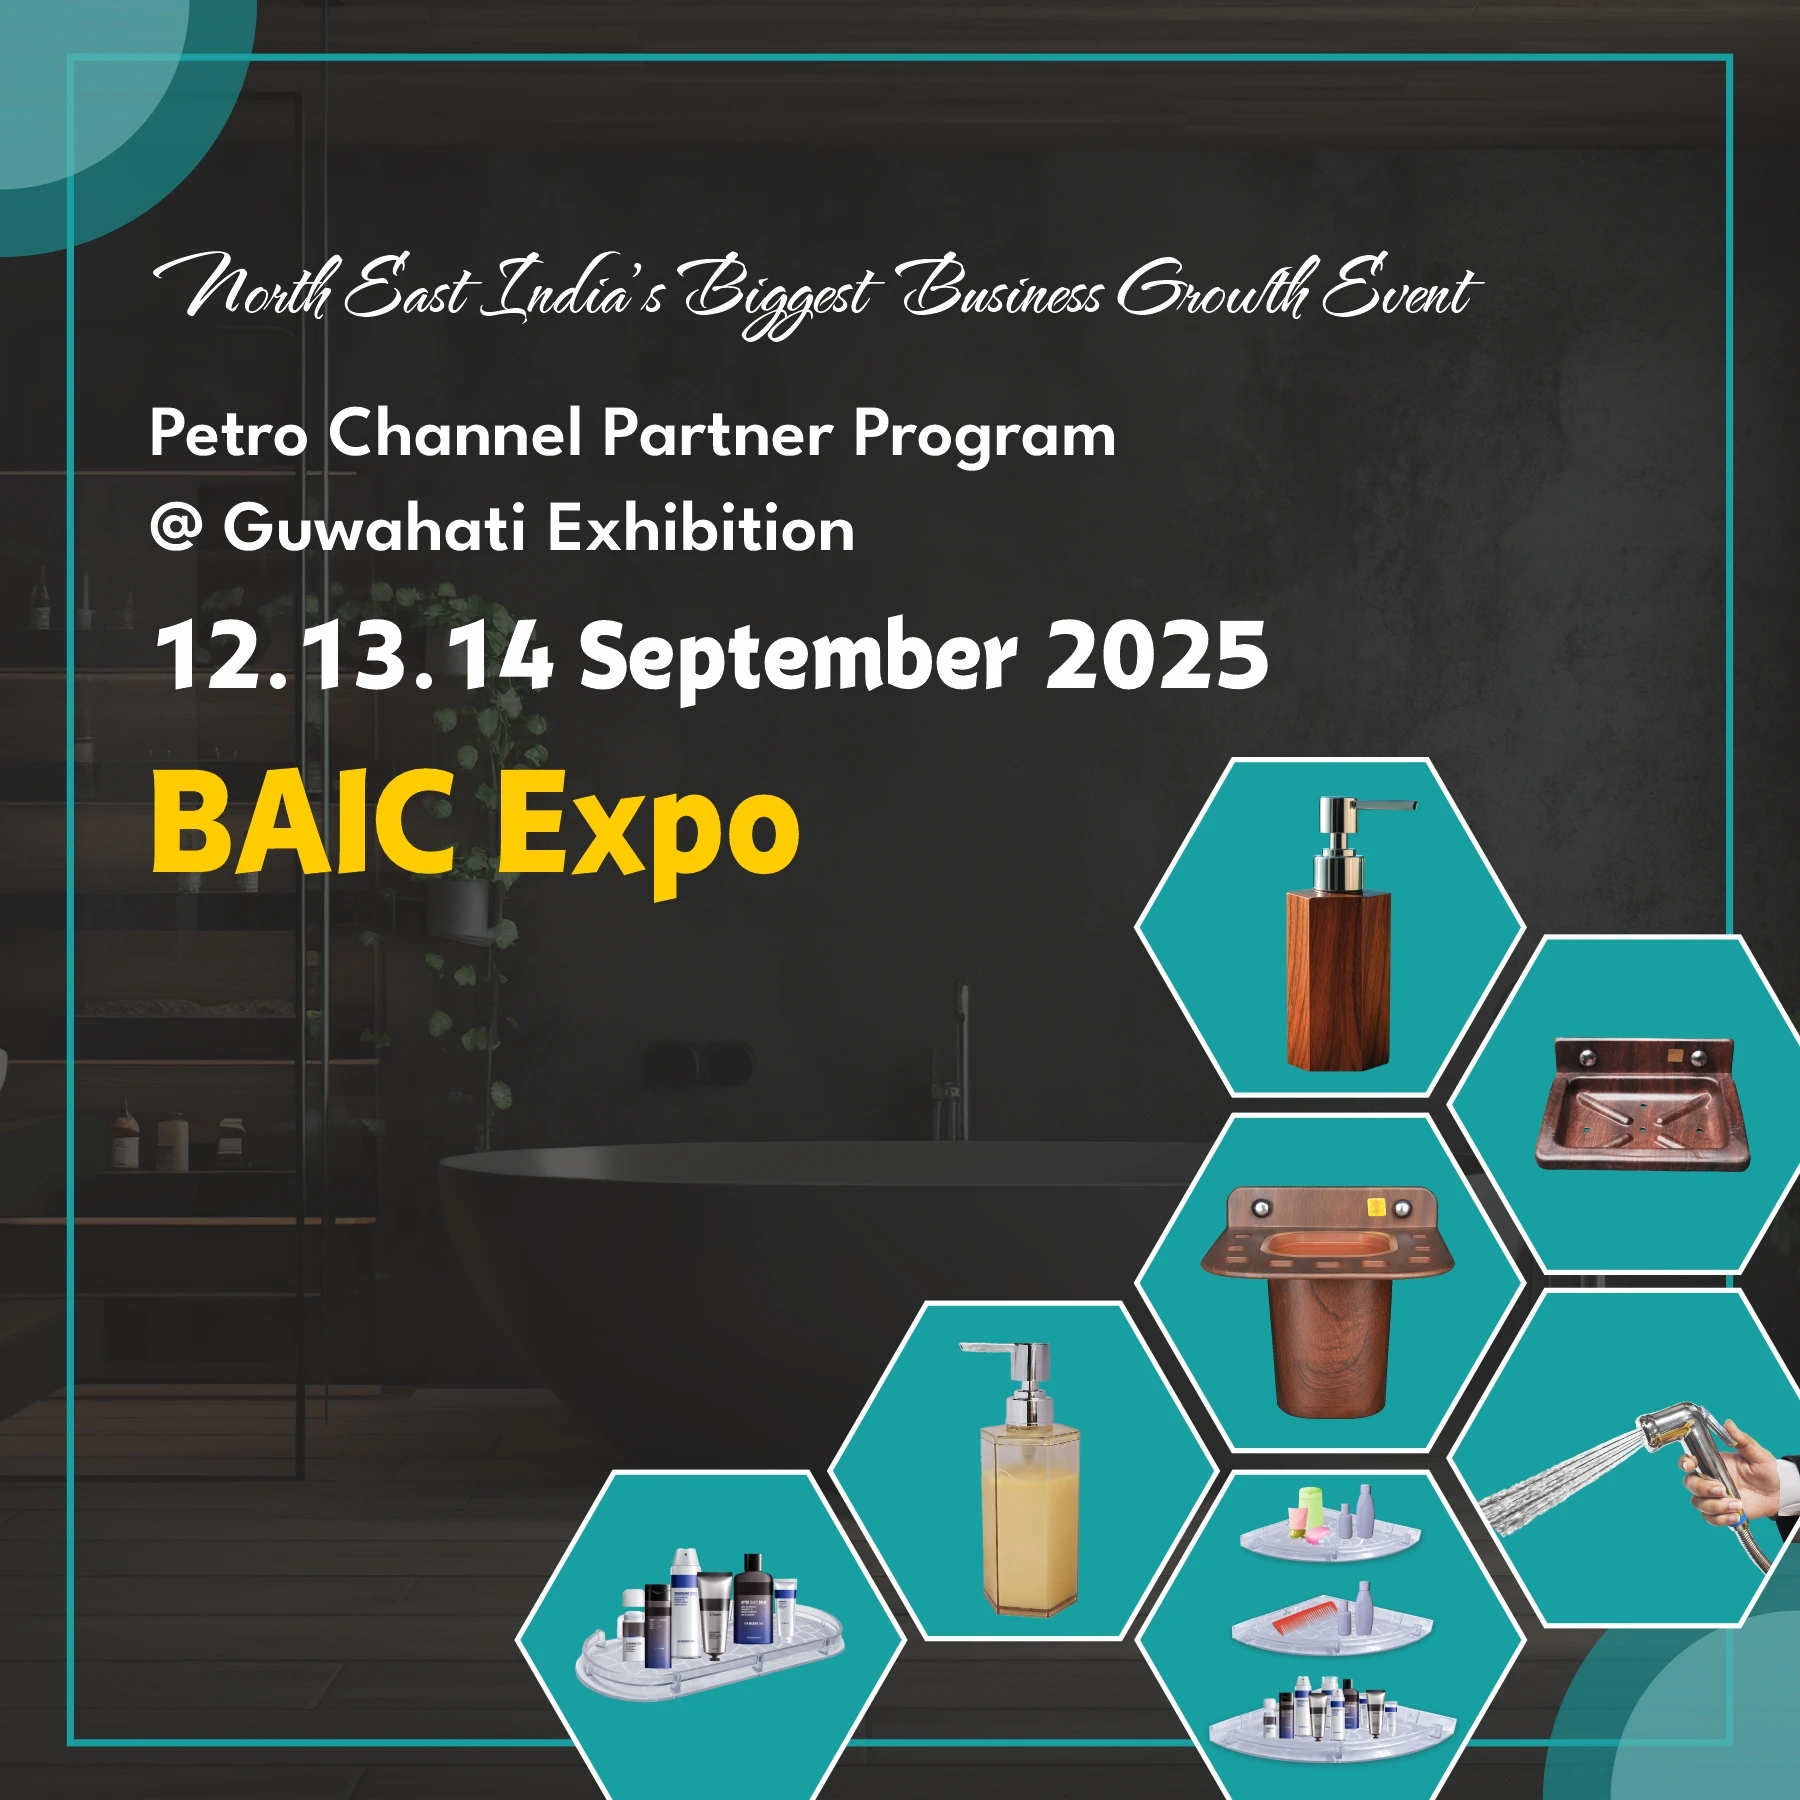 North East India's Biggest Business Growth Event
Petro Channel Partner Program
@ Guwahati Exhibition
12.13.14 September 2025
BAIC Expo